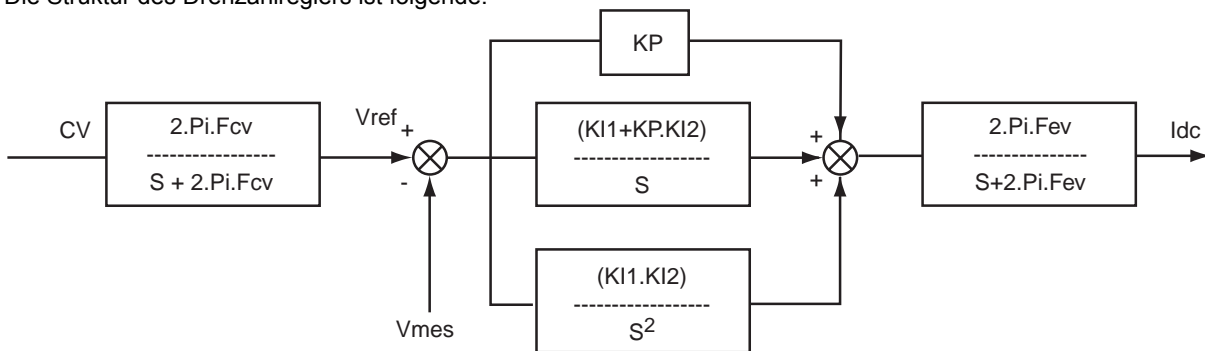 Die Struktur des Drehzahlreglers ist folgende:
KP
CV
2.Pi.Fcv
------------------
S + 2.Pi.Fcv
Vref
+
-
Vmes
(KI1+KP.KI2)
------------------
S
(KI1.KI2)
------------------
S2
+
+
2.Pi.Fev
------------------
S+2.Pi.Fev
Idc